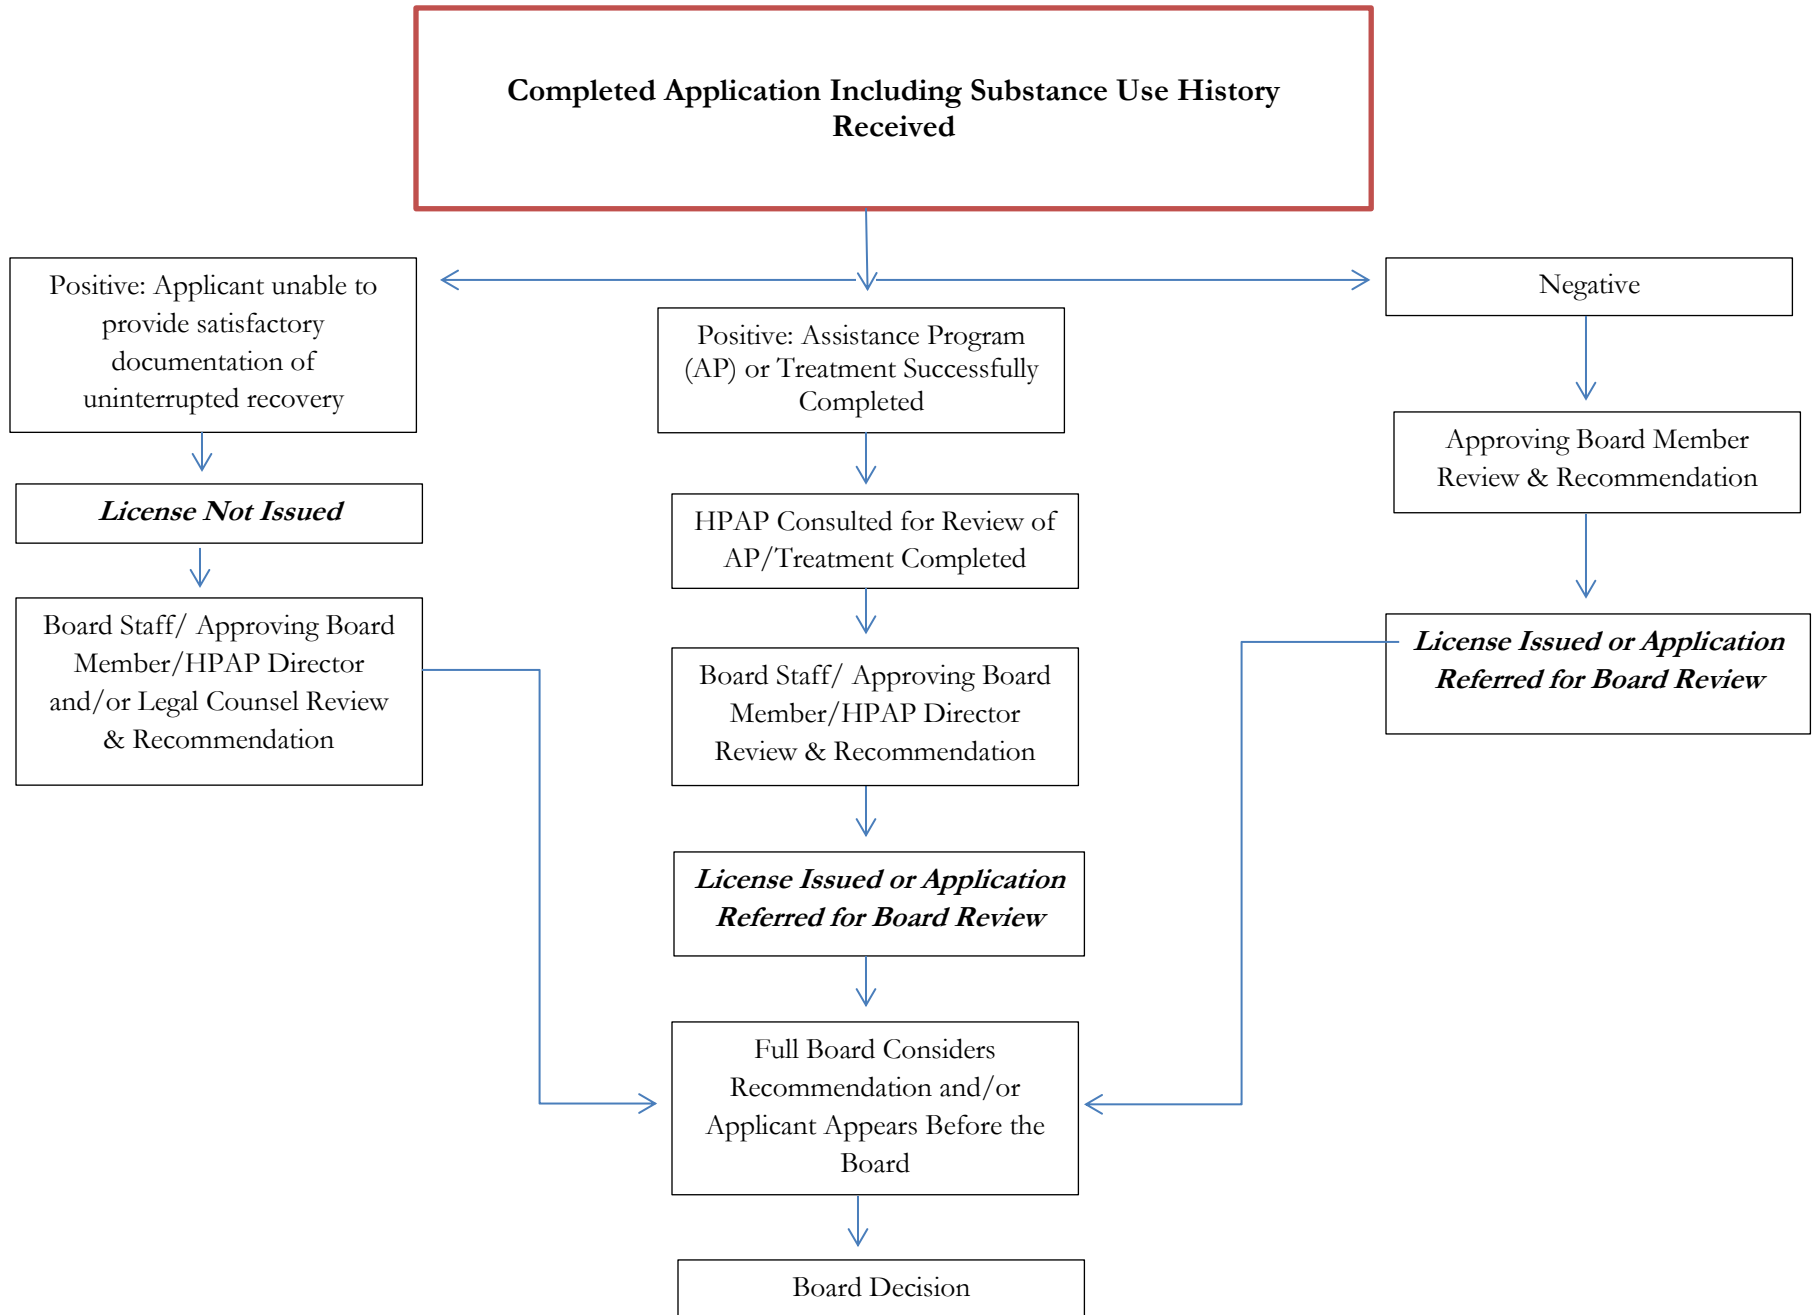 Completed Application Including Substance Use History
Received
Positive: Applicant unable to
provide satisfactory
documentation of
uninterrupted recovery
License Not Issued
Board Staff/ Approving Board
Member/HPAP Director
and/or Legal Counsel Review
& Recommendation
Positive: Assistance Program
(AP) or Treatment Successfully
Completed
HPAP Consulted for Review of
AP/Treatment Completed
Board Staff/ Approving Board
Member/HPAP Director
Review & Recommendation
License Issued or Application
Referred for Board Review
Negative
Approving Board Member
Review & Recommendation
License Issued or Application
Referred for Board Review
Full Board Considers
Recommendation and/or
Applicant Appears Before the
Board
Board Decision